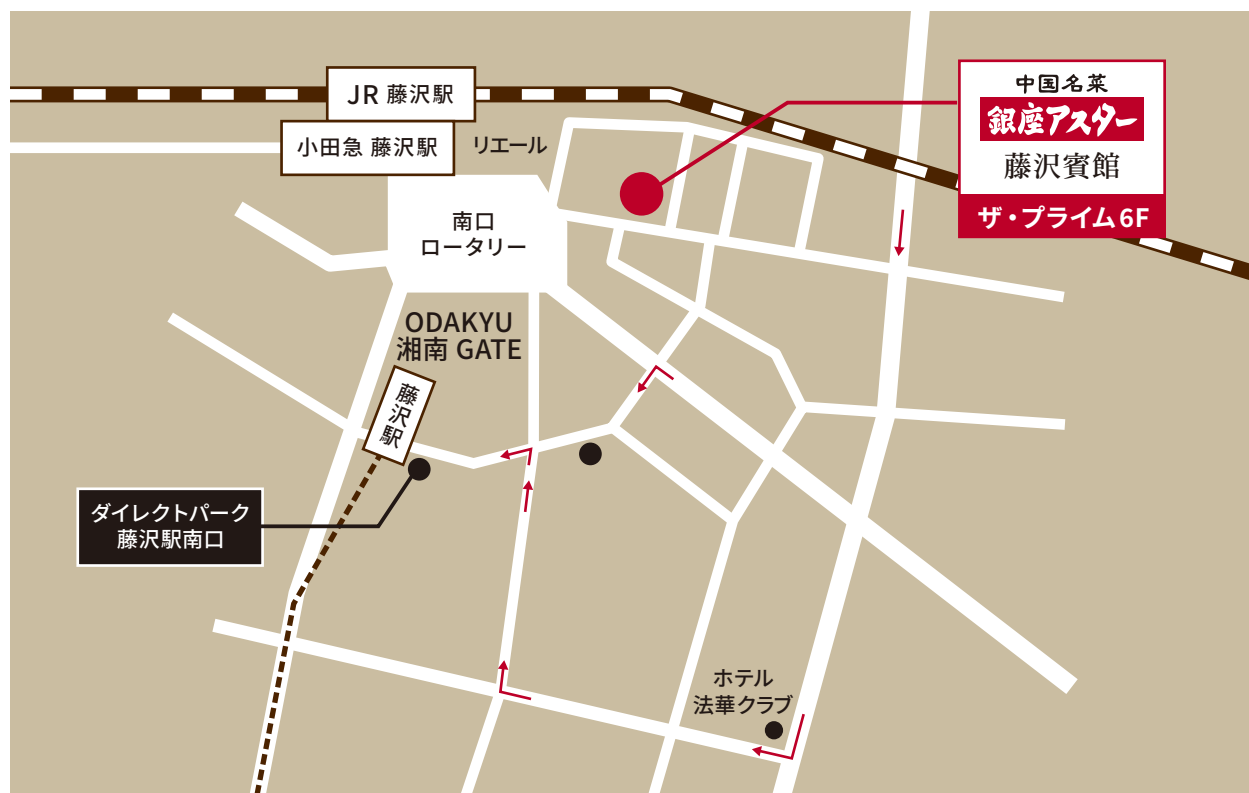 JR 藤沢駅
小田急 藤沢駅
リエール
中国名菜
銀座アスター
藤沢賓館
ザ・プライム6F
南口
ロータリー
ODAKYU
湘南 GATE
藤沢駅
ダイレクトパーク
藤沢駅南口
ホテル
法華クラブ